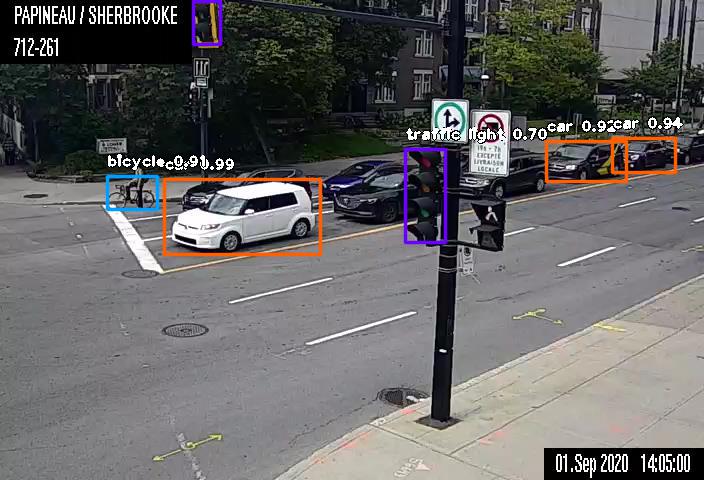 PAPINEAU / SHERBROOKE
712-261
traffic light 0.70
car 0.92
car 0.94
bicycle 0.91
0.99
EXCEPTÉ
LIVRAISON
LOCALE
01.Sep 2020 14:05:00